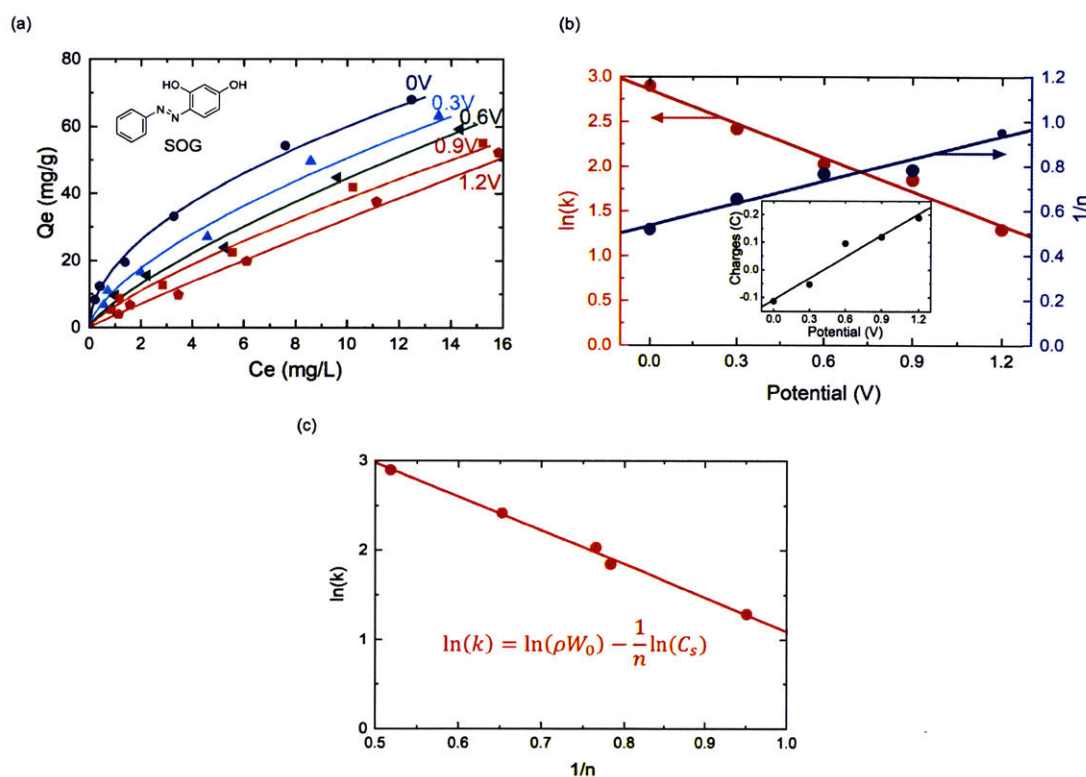 (a)
80
60
40
20
0
Qe (mg/g)
0 2 4 6 8 10 12 14 16
Ce (mg/L)
HO
OH
N
N
SOG
0V
0.3V
0.6V
0.9V
1.2V
(b)
3.0
2.5
2.0
1.5
1.0
0.5
0.0
ln(k)
1.2
1.0
0.8
0.6
0.4
0.2
0.0
1/n
0.0 0.3 0.6 0.9 1.2
Potential (V)
0.2
0.1
0.0
-0.1
Charges (C)
0.0 0.3 0.6 0.9 1.2
Potential (V)
(c)
3
2
1
0
ln(k)
ln(k) = ln(ρW₀) − 1/n ln(Cₛ)
0.5 0.6 0.7 0.8 0.9 1.0
1/n